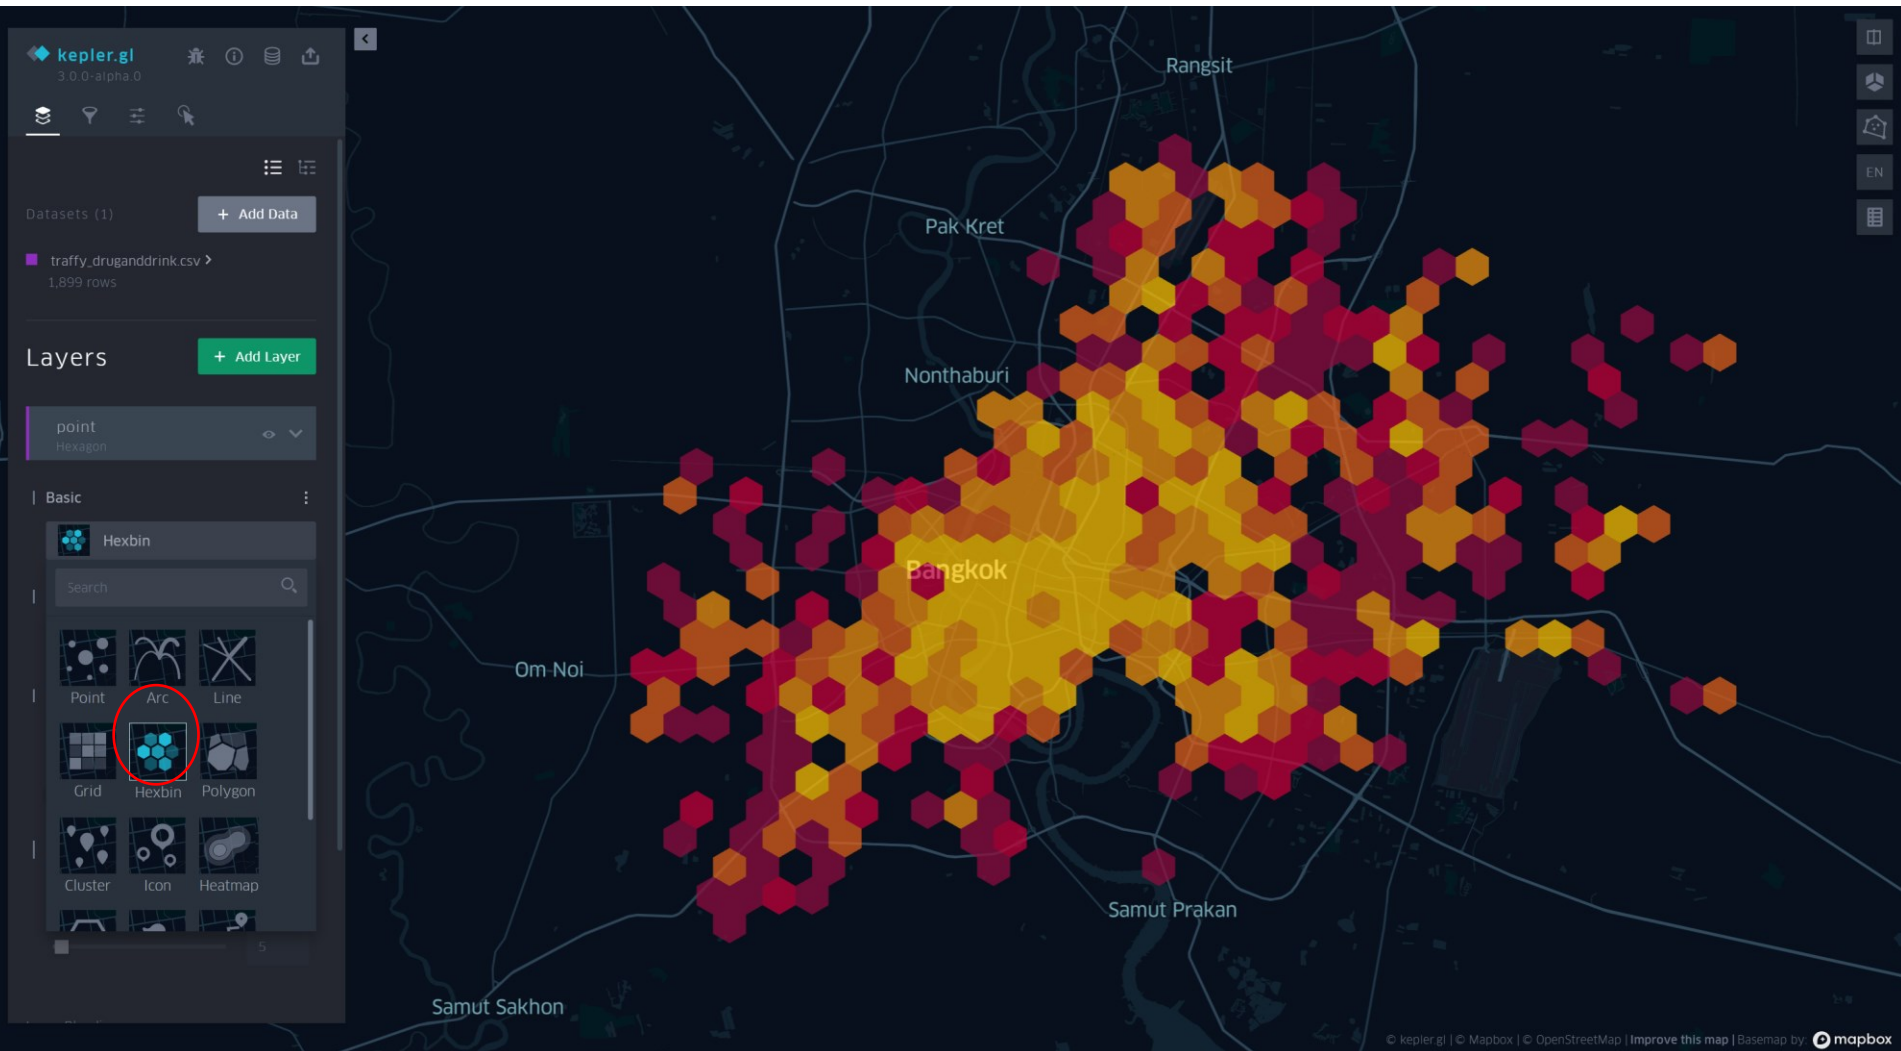 kepler.gl
3.0.0-alpha.0
Datasets (1)
+ Add Data
traffy_druganddrink.csv
1,899 rows
Layers
+ Add Layer
point
Hexagon
Basic
Hexbin
Search
Point Arc Line
Grid Hexbin Polygon
Cluster Icon Heatmap
5
EN
Rangsit
Pak Kret
Nonthaburi
Bangkok
Om Noi
Samut Prakan
Samut Sakhon
© kepler.gl | © Mapbox | © OpenStreetMap | Improve this map | Basemap by: mapbox